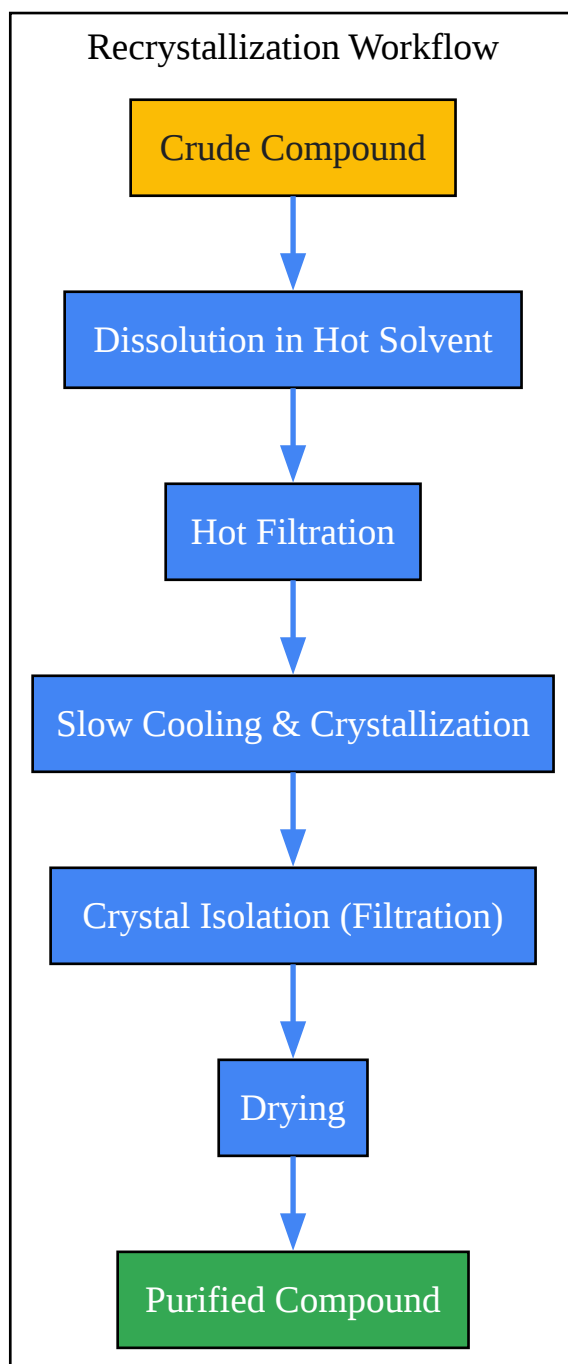 Recrystallization Workflow
Crude Compound
Dissolution in Hot Solvent
Hot Filtration
Slow Cooling & Crystallization
Crystal Isolation (Filtration)
Drying
Purified Compound